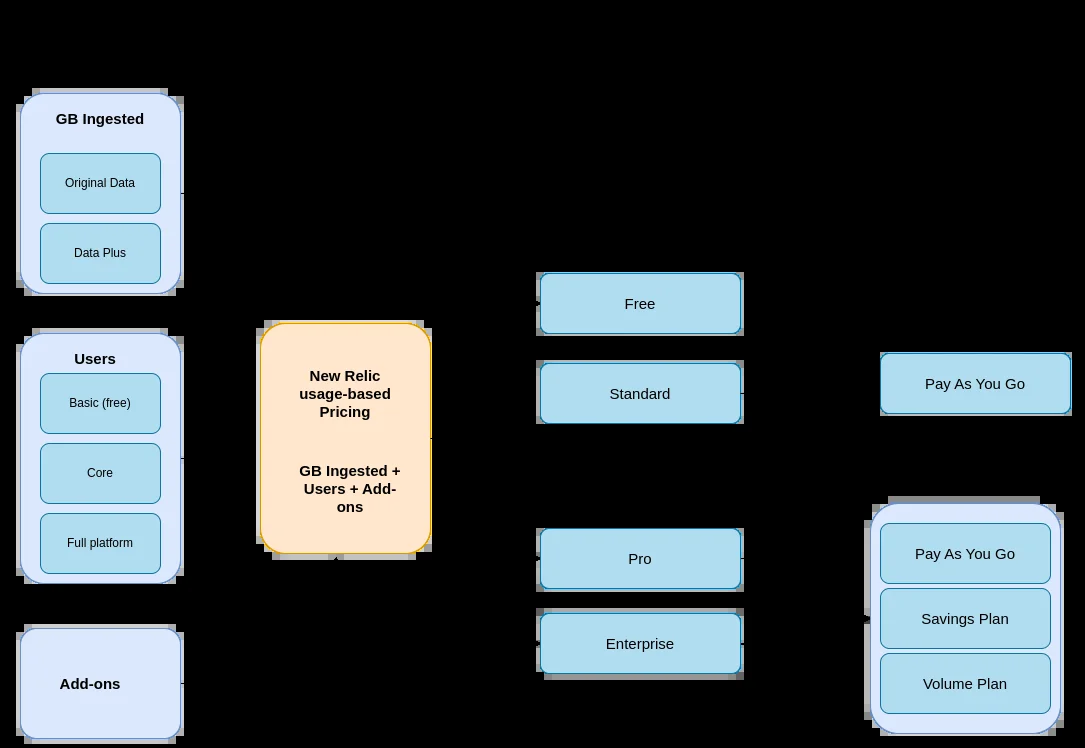 GB Ingested
Original Data
Data Plus
Users
Basic (free)
Core
Full platform
Add-ons
New Relic
usage-based
Pricing
GB Ingested +
Users + Add-
ons
Free
Standard
Pro
Enterprise
Pay As You Go
Pay As You Go
Savings Plan
Volume Plan